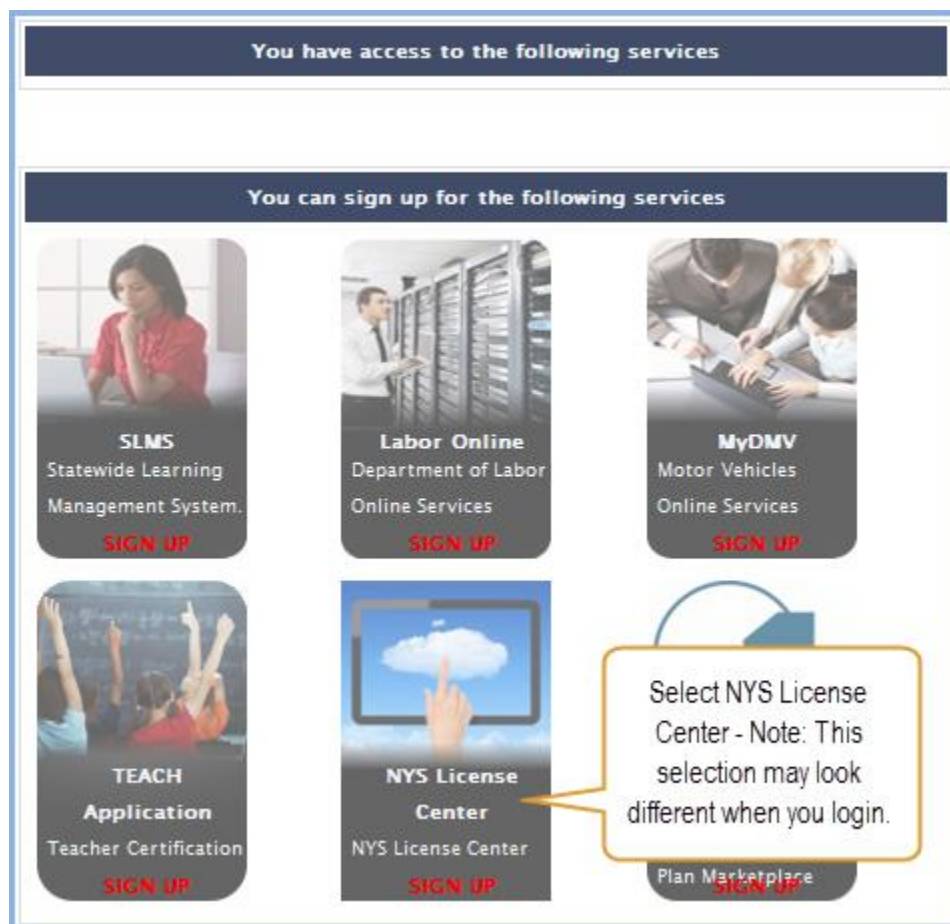 You have access to the following services
You can sign up for the following services
SLMS
Statewide Learning
Management System.
SIGN UP
Labor Online
Department of Labor
Online Services
SIGN UP
MyDMV
Motor Vehicles
Online Services
SIGN UP
TEACH
Application
Teacher Certification
SIGN UP
NYS License
Center
NYS License Center
SIGN UP
Select NYS License
Center - Note: This
selection may look
different when you login.
Plan Marketplace
SIGN UP